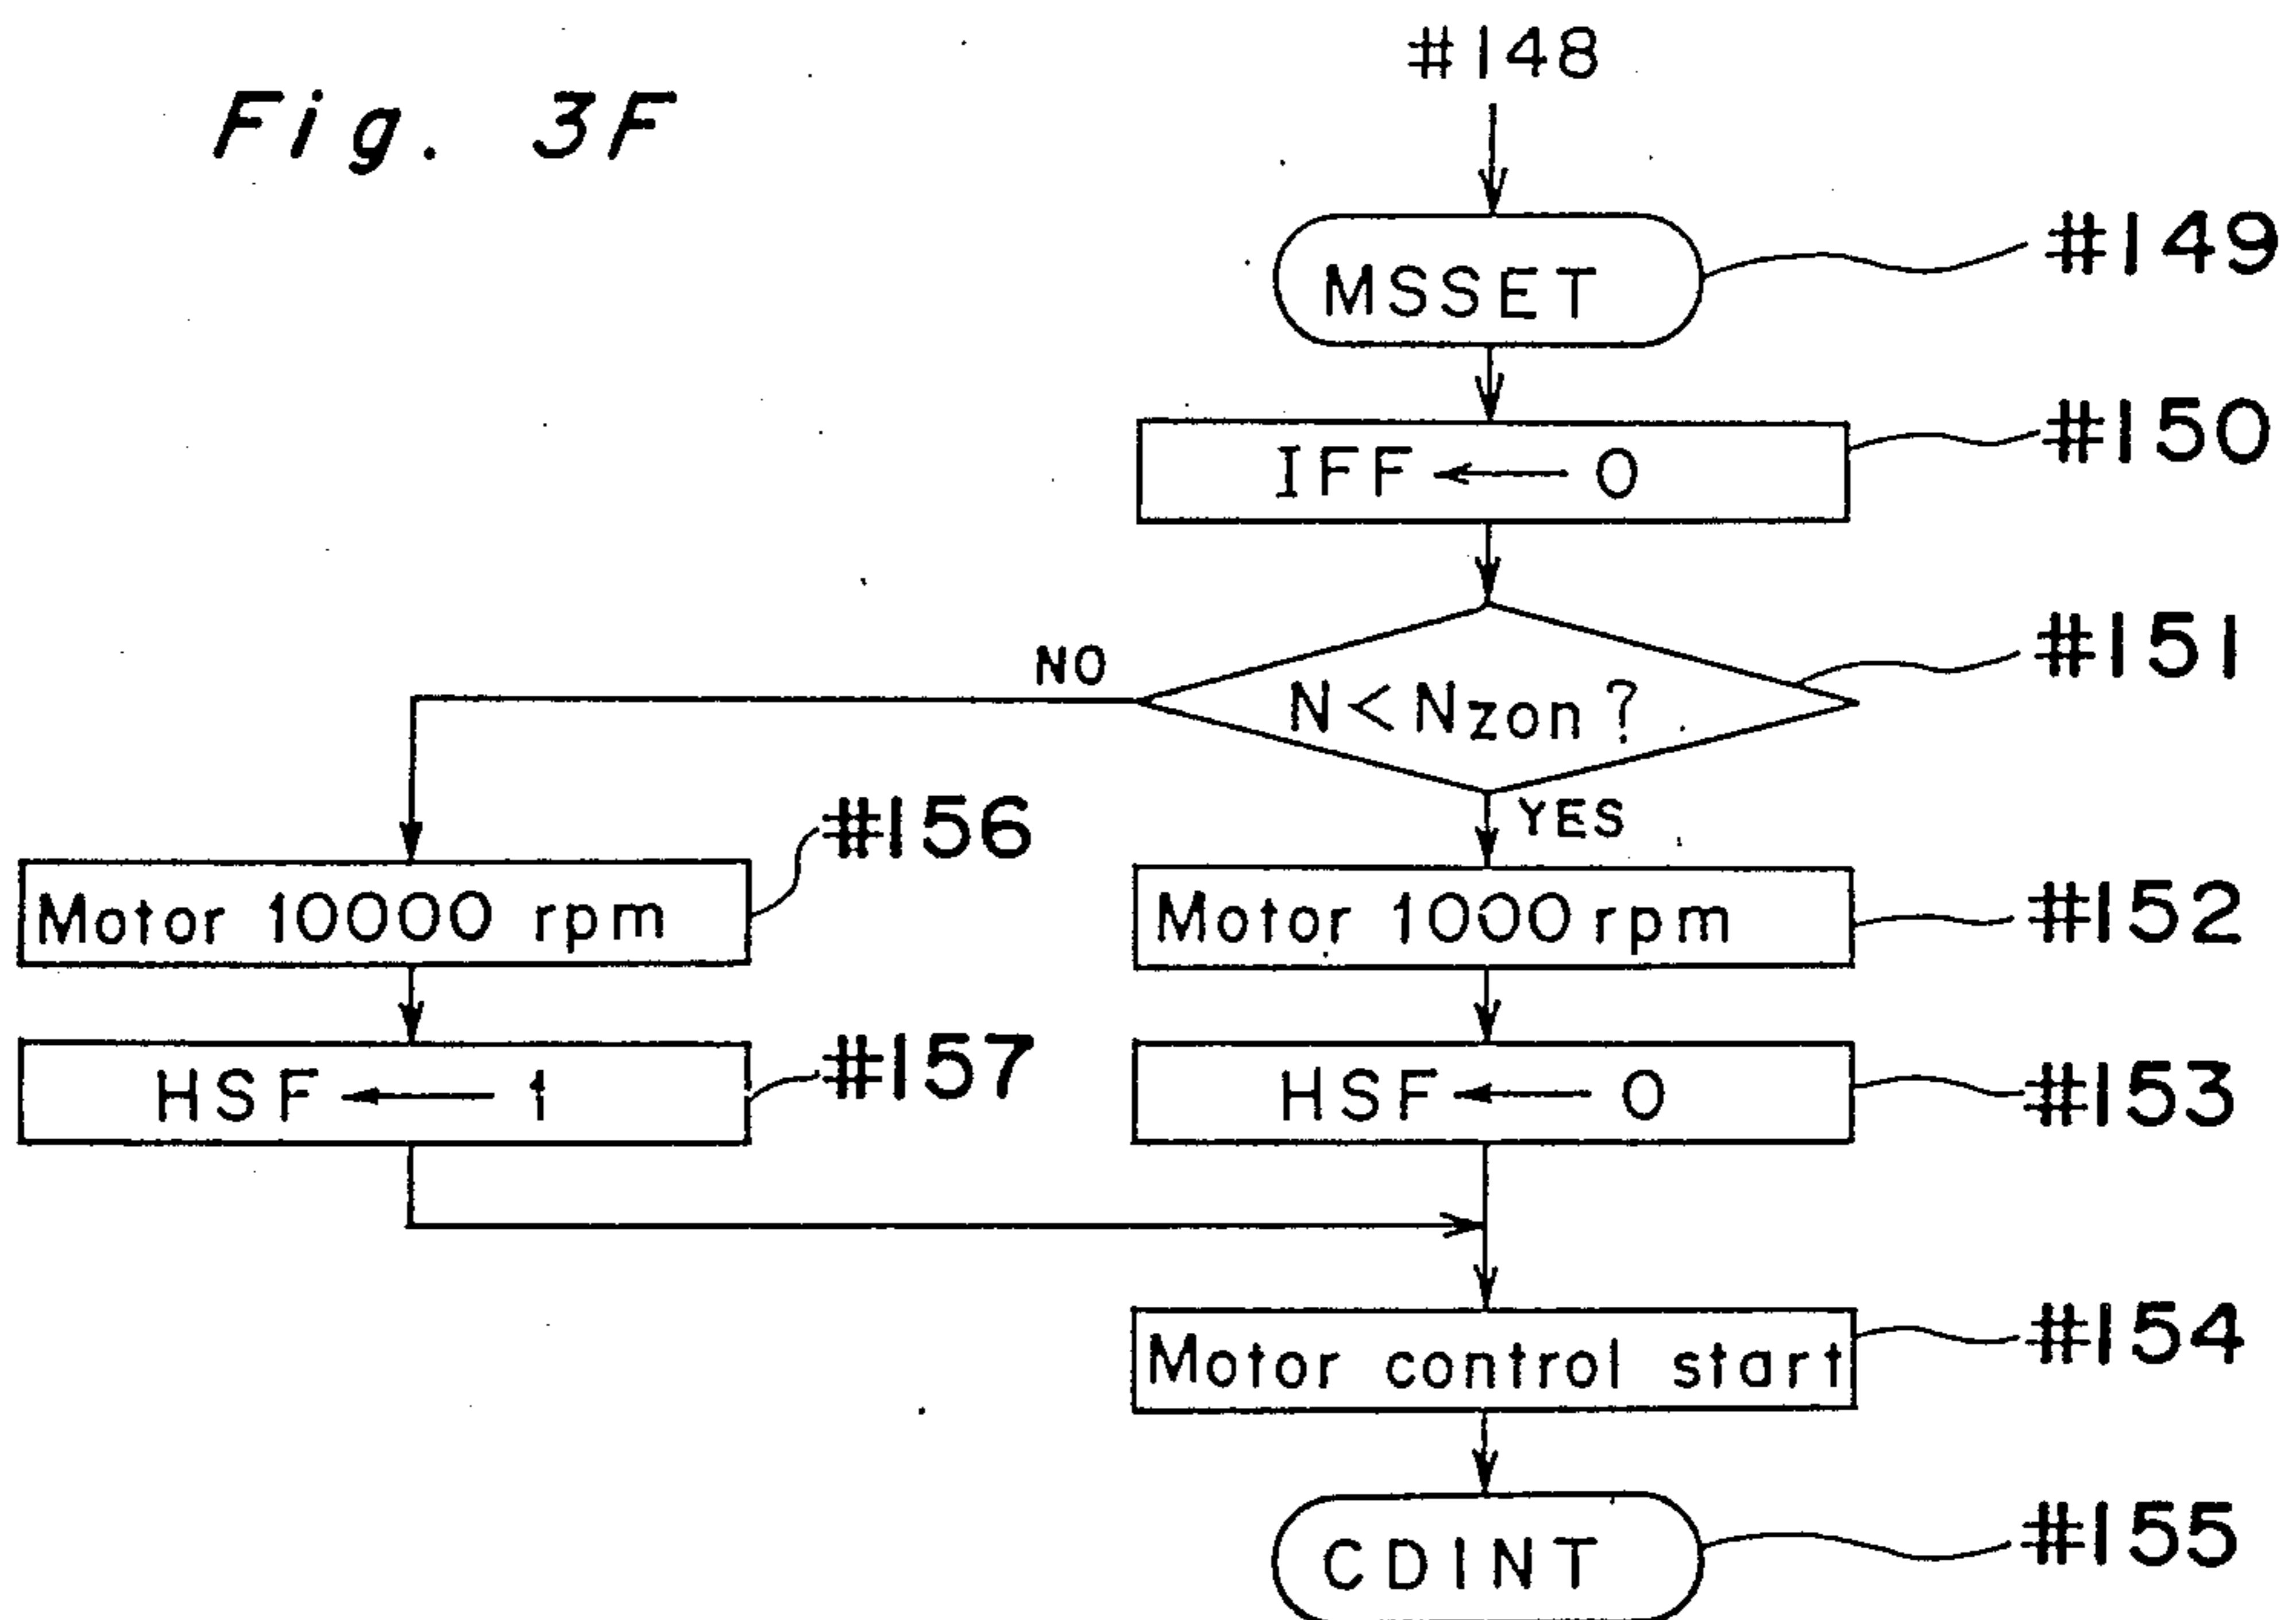 Fig. 3F
#148
MSSET
#149
IFF ← 0
#150
N < Nzon?
#151
NO
YES
Motor 10000 rpm
#156
Motor 1000 rpm
#152
HSF ← 1
#157
HSF ← 0
#153
Motor control start
#154
CDINT
#155